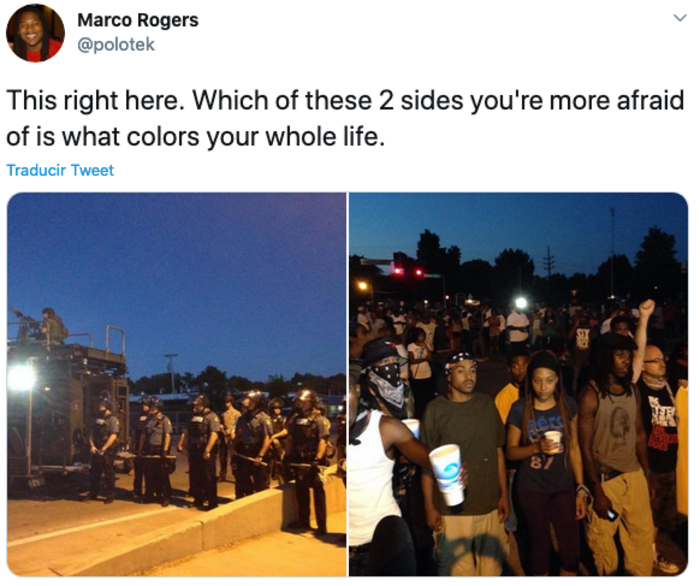 Marco Rogers
@polotek
This right here. Which of these 2 sides you're more afraid
of is what colors your whole life.
Traducir Tweet
87